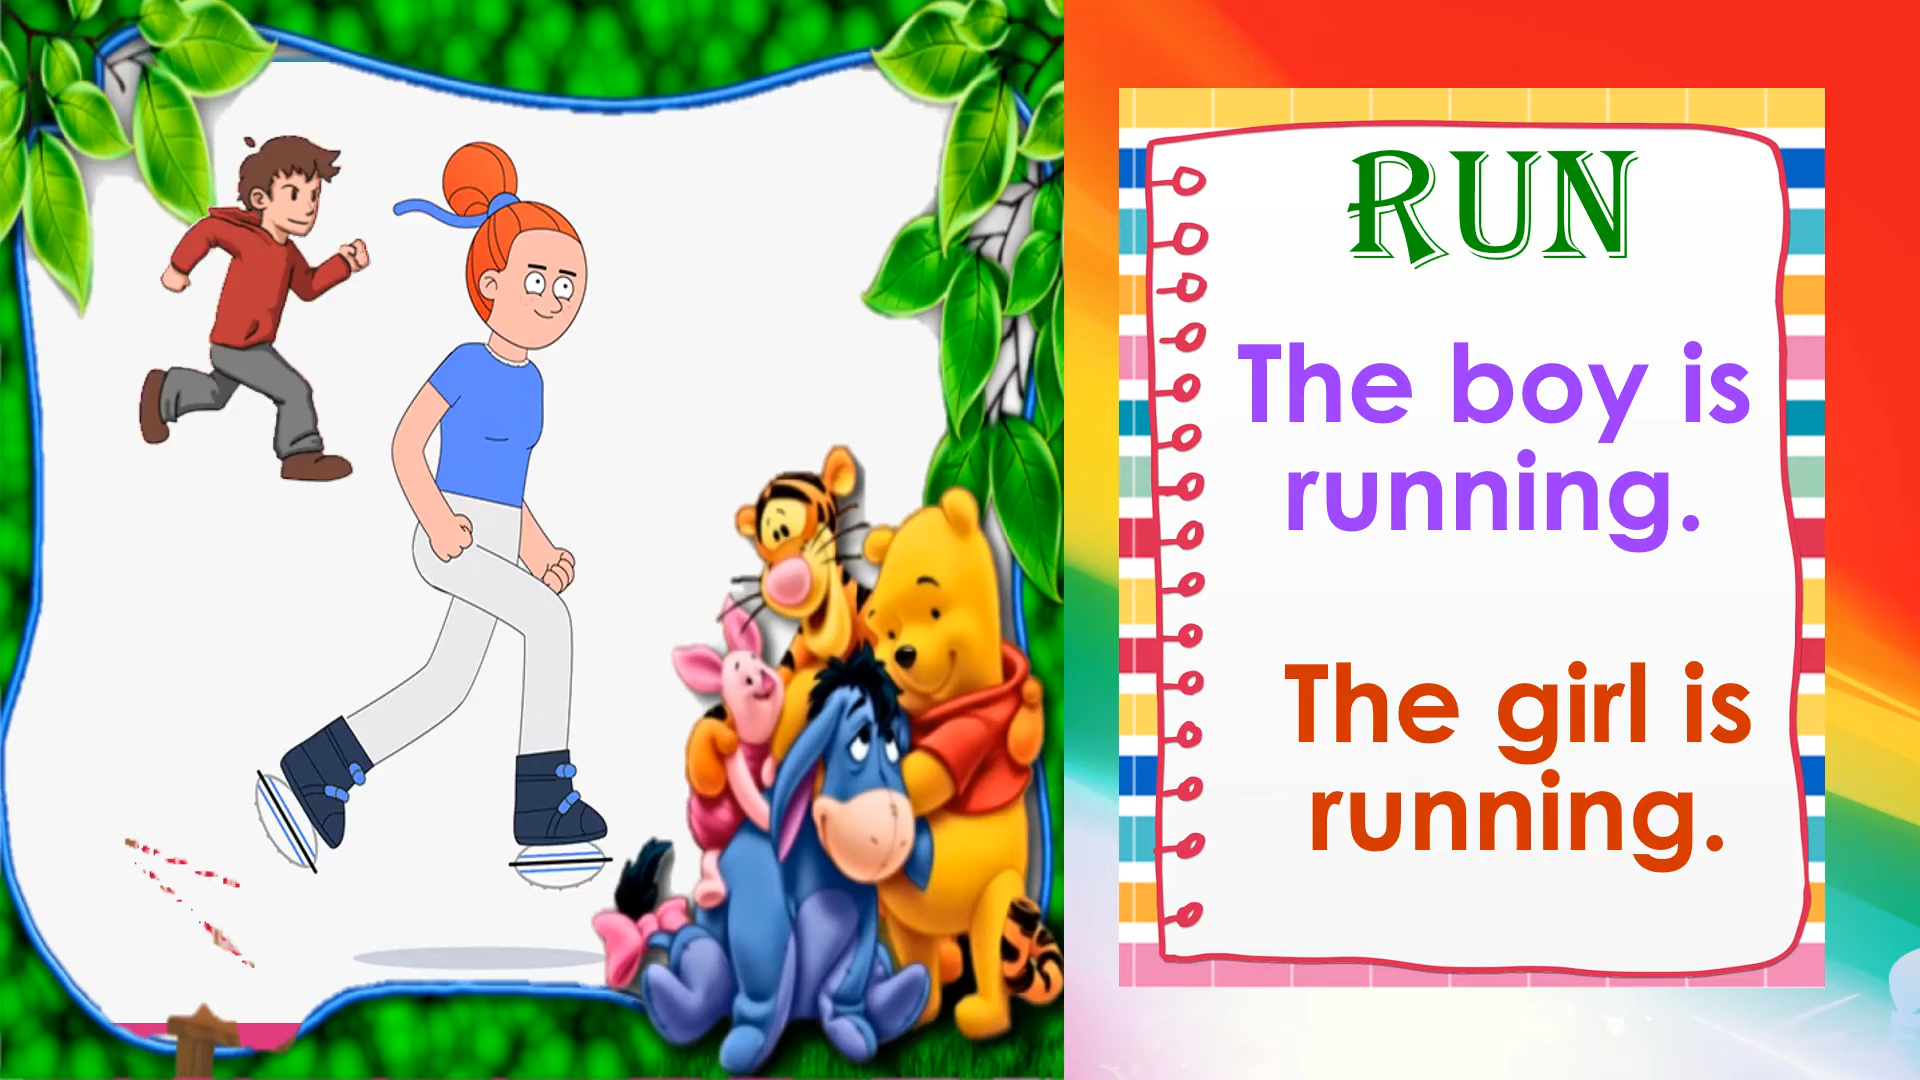 RUN
The boy is
running.
The girl is
running.